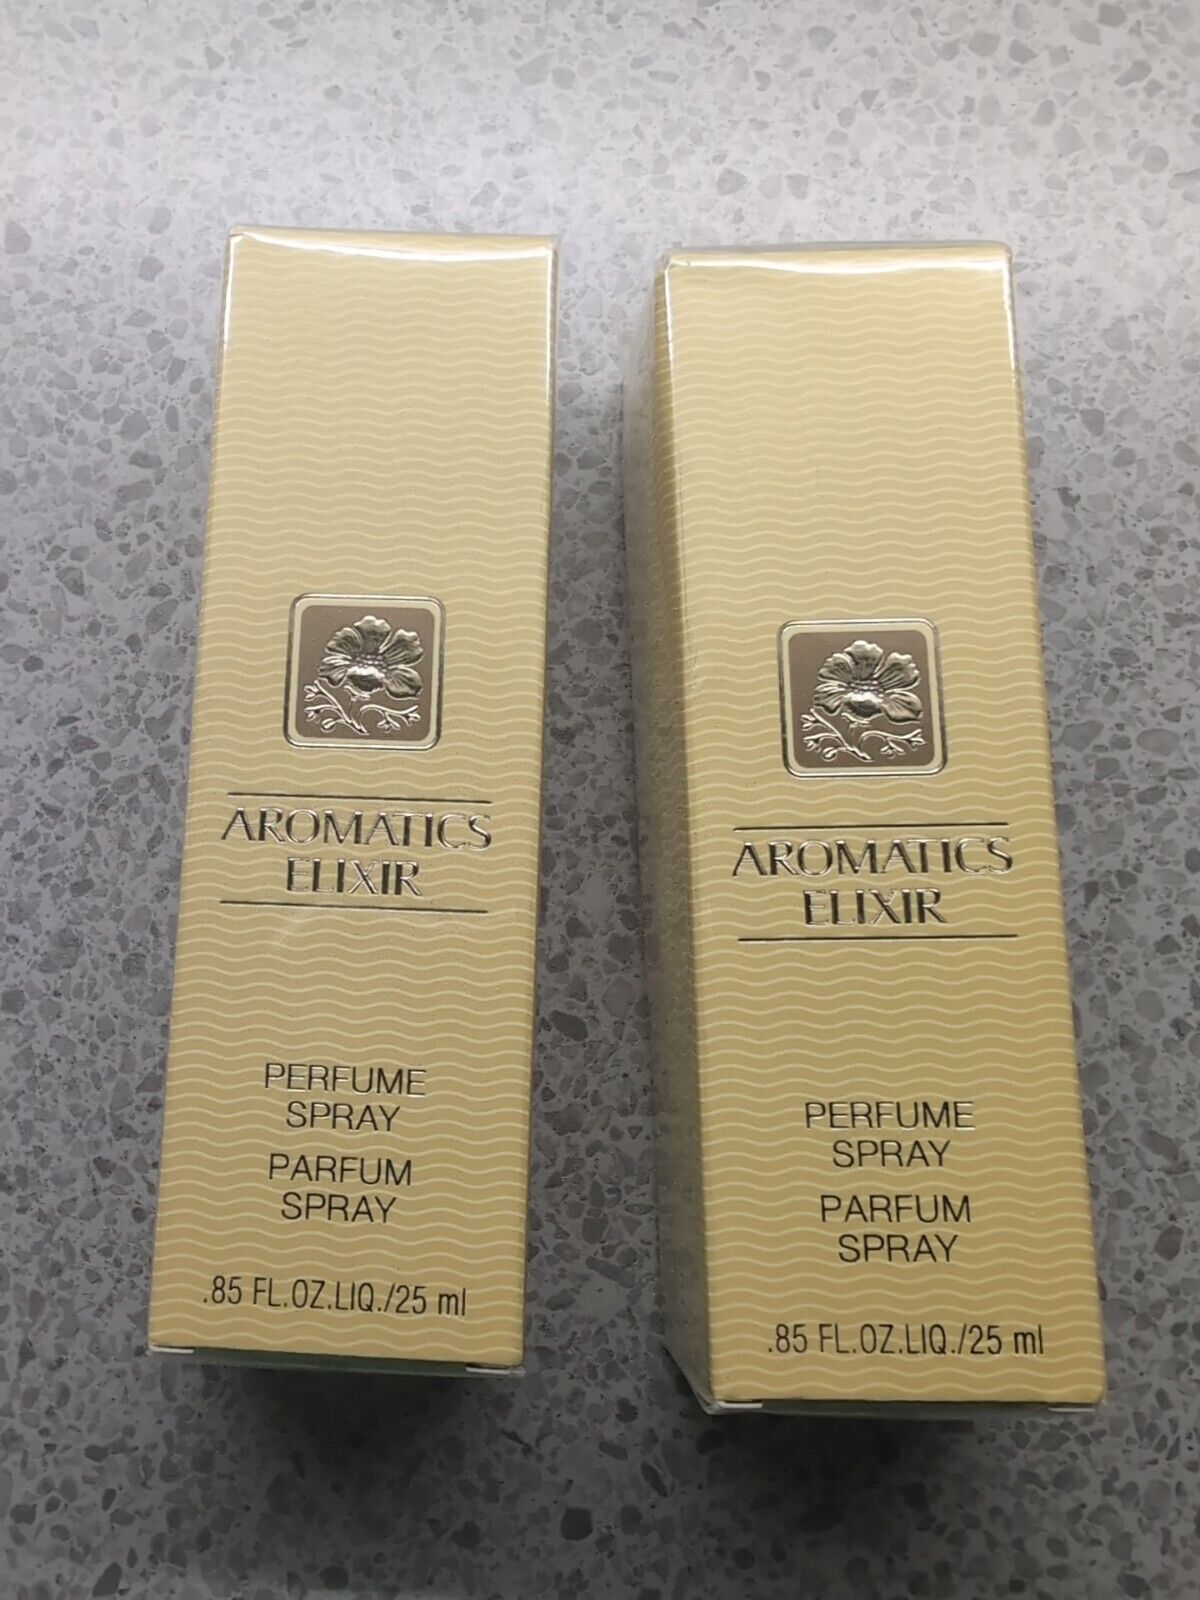 AROMATICS
ELIXIR
PERFUME
SPRAY
PARFUM
SPRAY
.85 FL.OZ.LIQ./25 ml
AROMATICS
ELIXIR
PERFUME
SPRAY
PARFUM
SPRAY
.85 FL.OZ.LIQ./25 ml